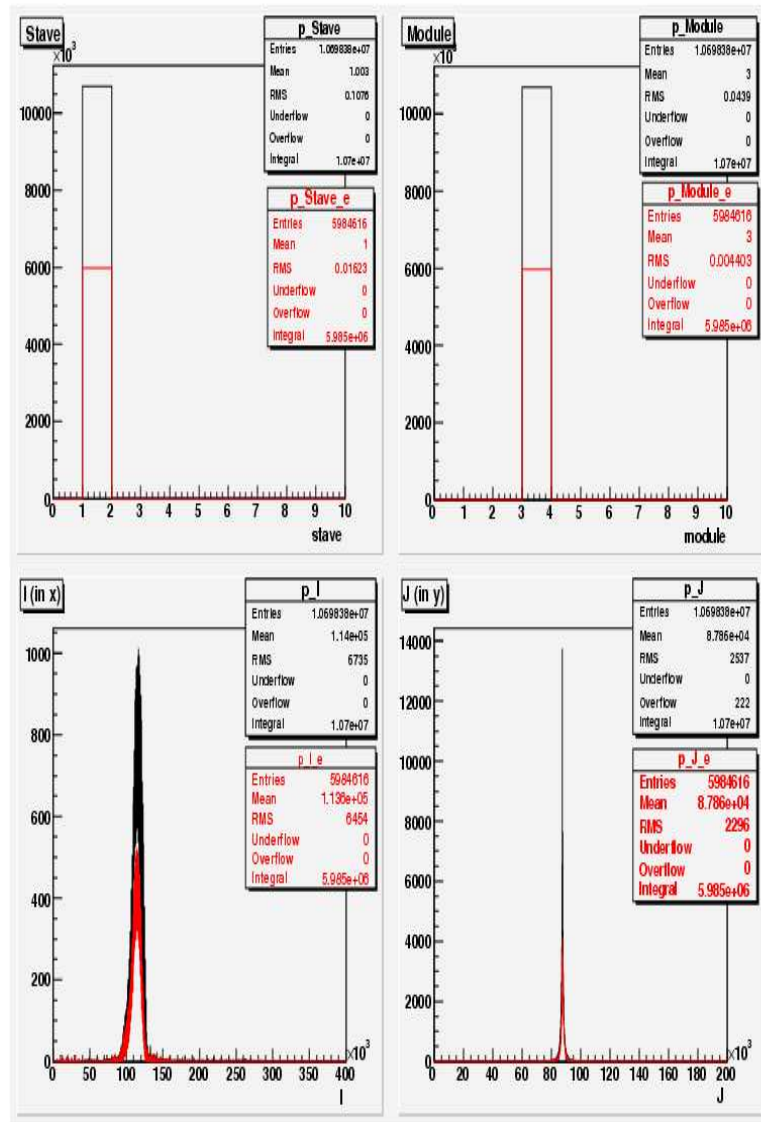 Stave
×10³
p_Stave
Entries 1.069838e+07
Mean 1.003
RMS 0.1076
Underflow 0
Overflow 0
Integral 1.07e+07
p_Stave_e
Entries 5984616
Mean 1
RMS 0.01623
Underflow 0
Overflow 0
Integral 5.985e+06
10000
8000
6000
4000
2000
0
0 1 2 3 4 5 6 7 8 9 10
stave
Module
×10
p_Module
Entries 1.069838e+07
Mean 3
RMS 0.0439
Underflow 0
Overflow 0
Integral 1.07e+07
p_Module_e
Entries 5984616
Mean 3
RMS 0.004403
Underflow 0
Overflow 0
Integral 5.985e+06
10000
8000
6000
4000
2000
0
0 1 2 3 4 5 6 7 8 9 10
module
I (in x)
p_I
Entries 1.069838e+07
Mean 1.14e+05
RMS 6735
Underflow 0
Overflow 0
Integral 1.07e+07
p_I_e
Entries 5984616
Mean 1.136e+05
RMS 6454
Underflow 0
Overflow 0
Integral 5.985e+06
1000
800
600
400
200
0
0 50 100 150 200 250 300 350 400
×10³
I
J (in y)
p_J
Entries 1.069838e+07
Mean 8.786e+04
RMS 2537
Underflow 0
Overflow 222
Integral 1.07e+07
p_J_e
Entries 5984616
Mean 8.786e+04
RMS 2296
Underflow 0
Overflow 0
Integral 5.985e+06
14000
12000
10000
8000
6000
4000
2000
0
0 20 40 60 80 100 120 140 160 180 200
×10³
J